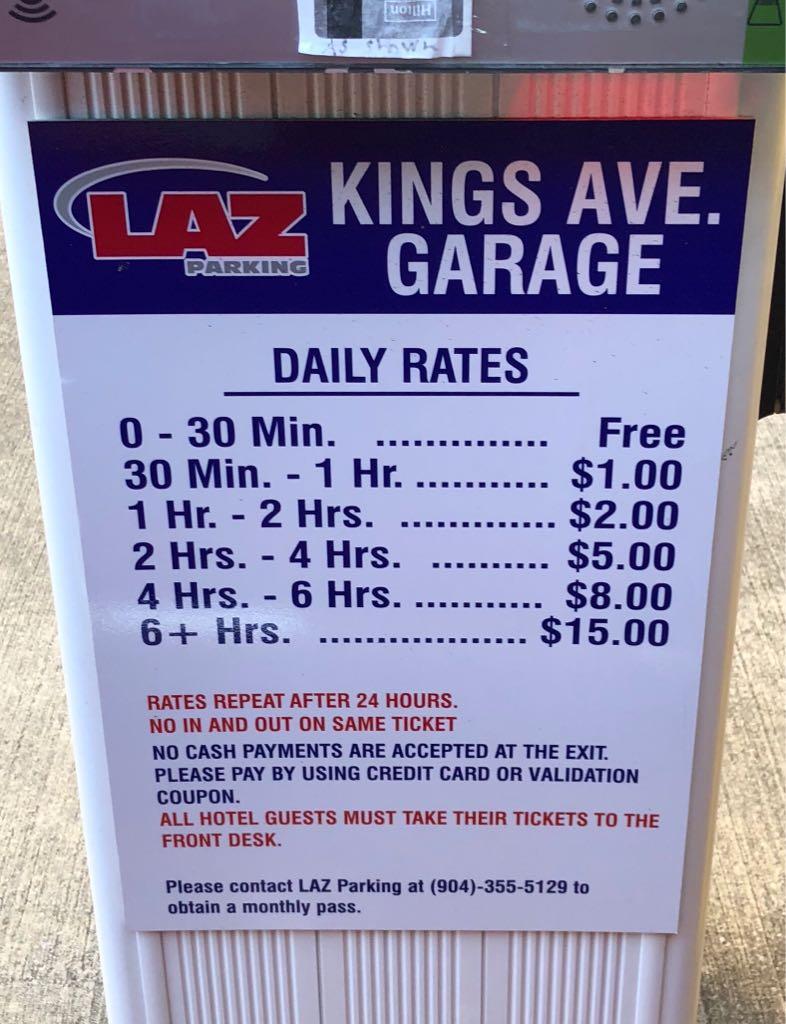 Hilton
As shown
LAZ
PARKING
KINGS AVE.
GARAGE
DAILY RATES
0 - 30 Min. .............. Free
30 Min. - 1 Hr. ........... $1.00
1 Hr. - 2 Hrs. ............. $2.00
2 Hrs. - 4 Hrs. .......... $5.00
4 Hrs. - 6 Hrs. ........... $8.00
6+ Hrs. .................. $15.00
RATES REPEAT AFTER 24 HOURS.
NO IN AND OUT ON SAME TICKET
NO CASH PAYMENTS ARE ACCEPTED AT THE EXIT.
PLEASE PAY BY USING CREDIT CARD OR VALIDATION
COUPON.
ALL HOTEL GUESTS MUST TAKE THEIR TICKETS TO THE
FRONT DESK.
Please contact LAZ Parking at (904)-355-5129 to
obtain a monthly pass.